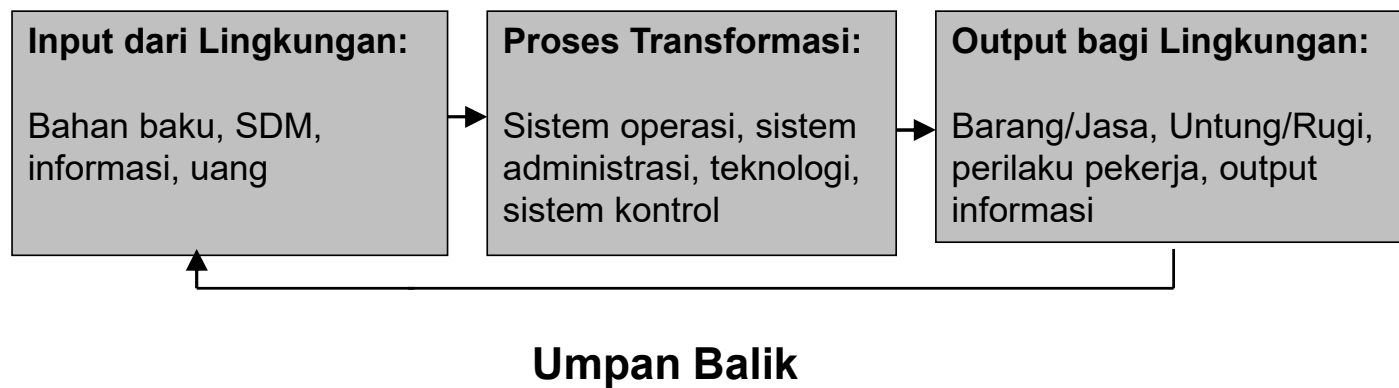 Input dari Lingkungan:
Bahan baku, SDM,
informasi, uang
Proses Transformasi:
Sistem operasi, sistem
administrasi, teknologi,
sistem kontrol
Output bagi Lingkungan:
Barang/Jasa, Untung/Rugi,
perilaku pekerja, output
informasi
Umpan Balik